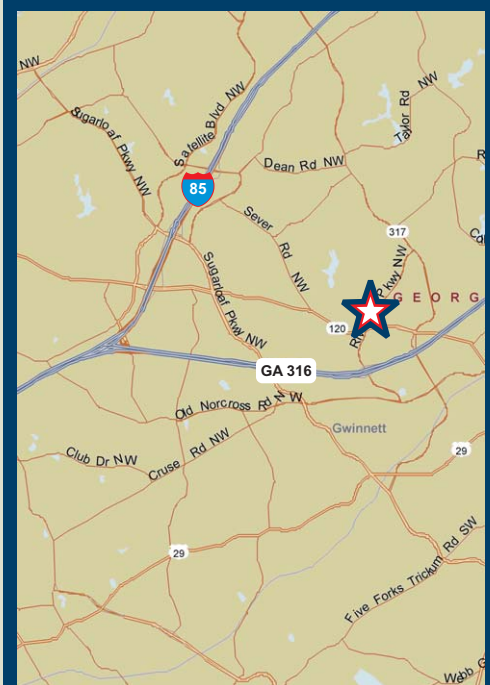 NW
NW
Taylor Rd
Sugarloaf Pkwy NW
Satellite Blvd NW
Dean Rd NW
85
Sever Rd NW
317
Sugarloaf Pkwy NW
Pkwy NW
G E O R G
120
GA 316
Old Norcross Rd NW
Gwinnett
Club Dr NW
Cruse Rd NW
29
29
Five Forks Trickum Rd SW
Webb G